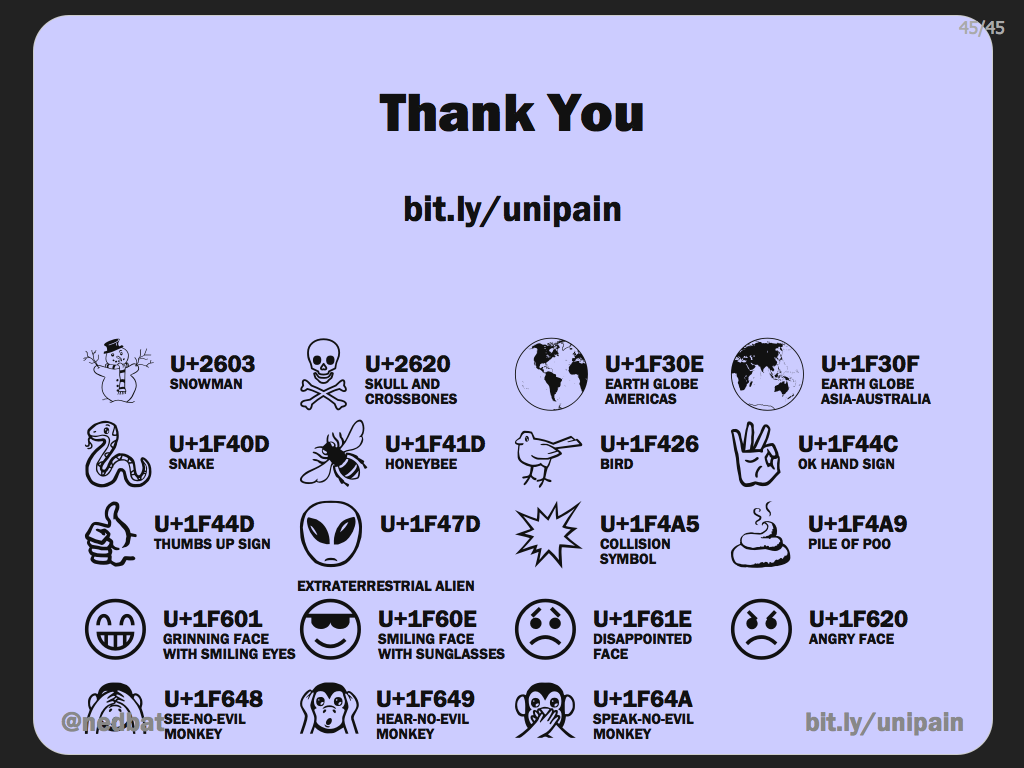 45/45
Thank You
bit.ly/unipain
U+2603
SNOWMAN
U+2620
SKULL AND
CROSSBONES
U+1F30E
EARTH GLOBE
AMERICAS
U+1F30F
EARTH GLOBE
ASIA-AUSTRALIA
U+1F40D
SNAKE
U+1F41D
HONEYBEE
U+1F426
BIRD
U+1F44C
OK HAND SIGN
U+1F44D
THUMBS UP SIGN
U+1F47D
EXTRATERRESTRIAL ALIEN
U+1F4A5
COLLISION
SYMBOL
U+1F4A9
PILE OF POO
U+1F601
GRINNING FACE
WITH SMILING EYES
U+1F60E
SMILING FACE
WITH SUNGLASSES
U+1F61E
DISAPPOINTED
FACE
U+1F620
ANGRY FACE
U+1F648
SEE-NO-EVIL
MONKEY
U+1F649
HEAR-NO-EVIL
MONKEY
U+1F64A
SPEAK-NO-EVIL
MONKEY
@nedbat
bit.ly/unipain